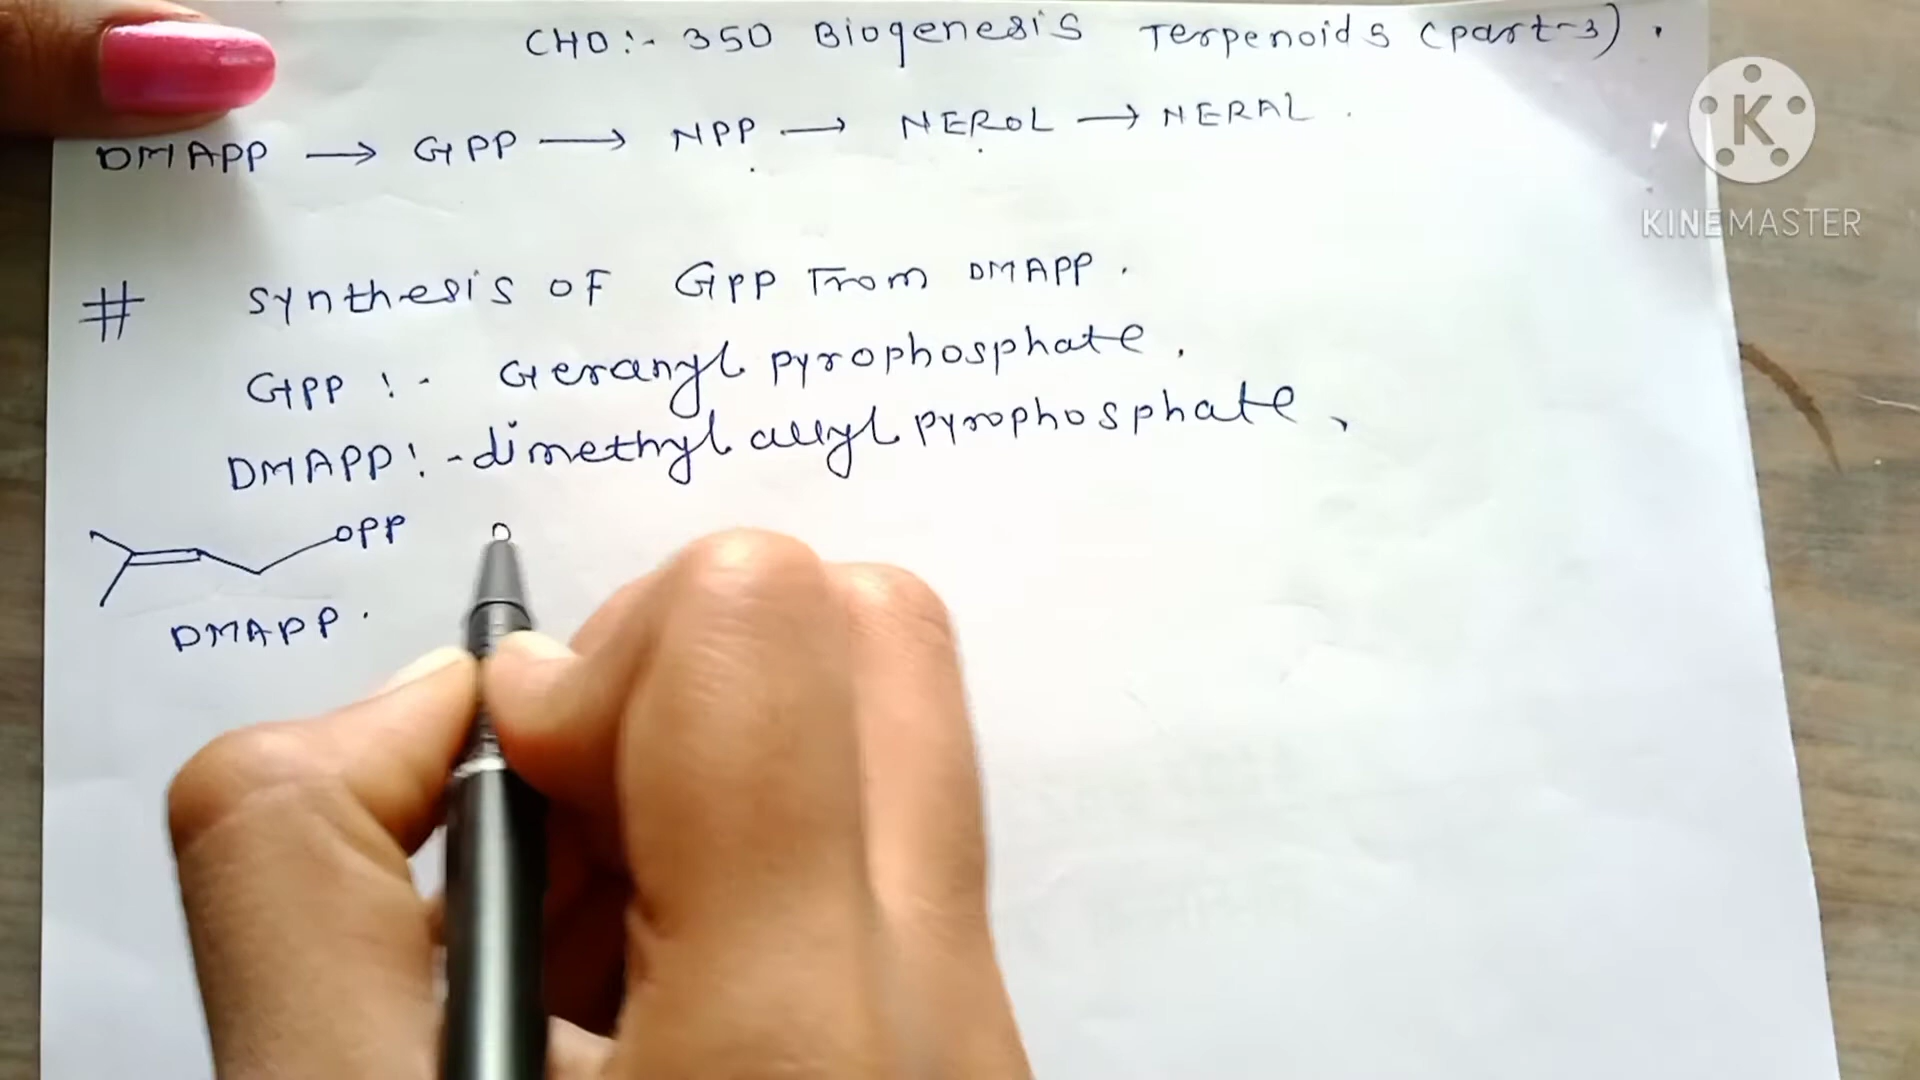 CHO:- 350 Biogenesis Terpenoids (part-3).
DMAPP → GPP → NPP → NEROL → NERAL.
# Synthesis OF GPP From DMAPP.
GPP :- Geranyl pyrophosphate.
DMAPP :- dimethyl allyl pyrophosphate,
OPP
DMAPP.
K
KINEMASTER